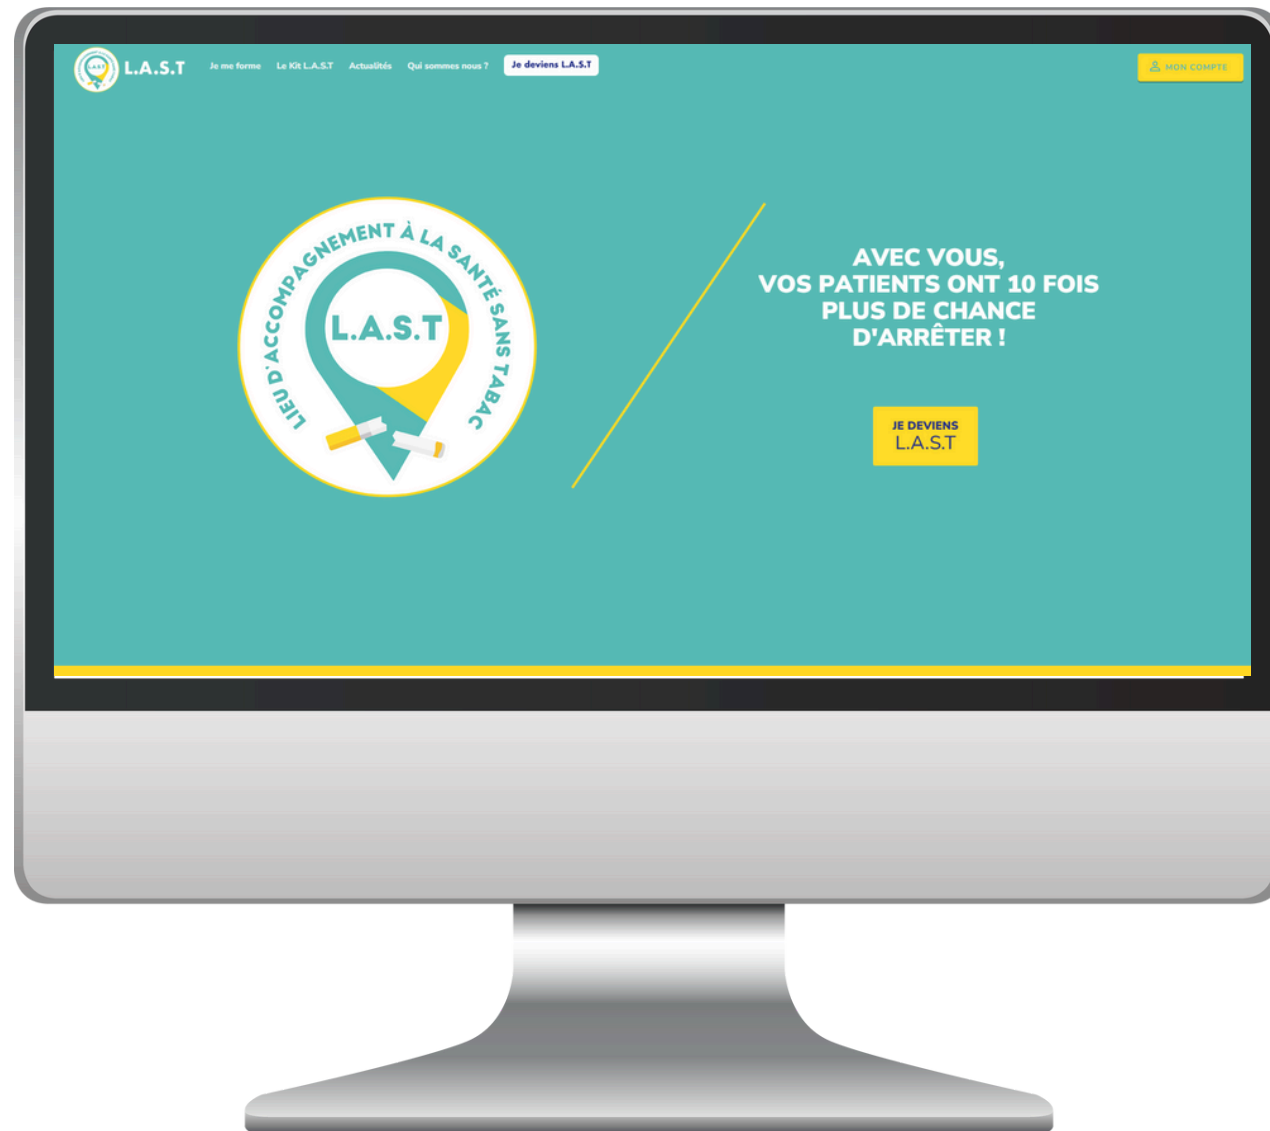 L.A.S.T
L.A.S.T
Je me forme
Le Kit L.A.S.T
Actualités
Qui sommes nous ?
Je deviens L.A.S.T
MON COMPTE
LIEU D'ACCOMPAGNEMENT À LA SANTÉ SANS TABAC
L.A.S.T
AVEC VOUS,
VOS PATIENTS ONT 10 FOIS
PLUS DE CHANCE
D'ARRÊTER !
JE DEVIENS
L.A.S.T